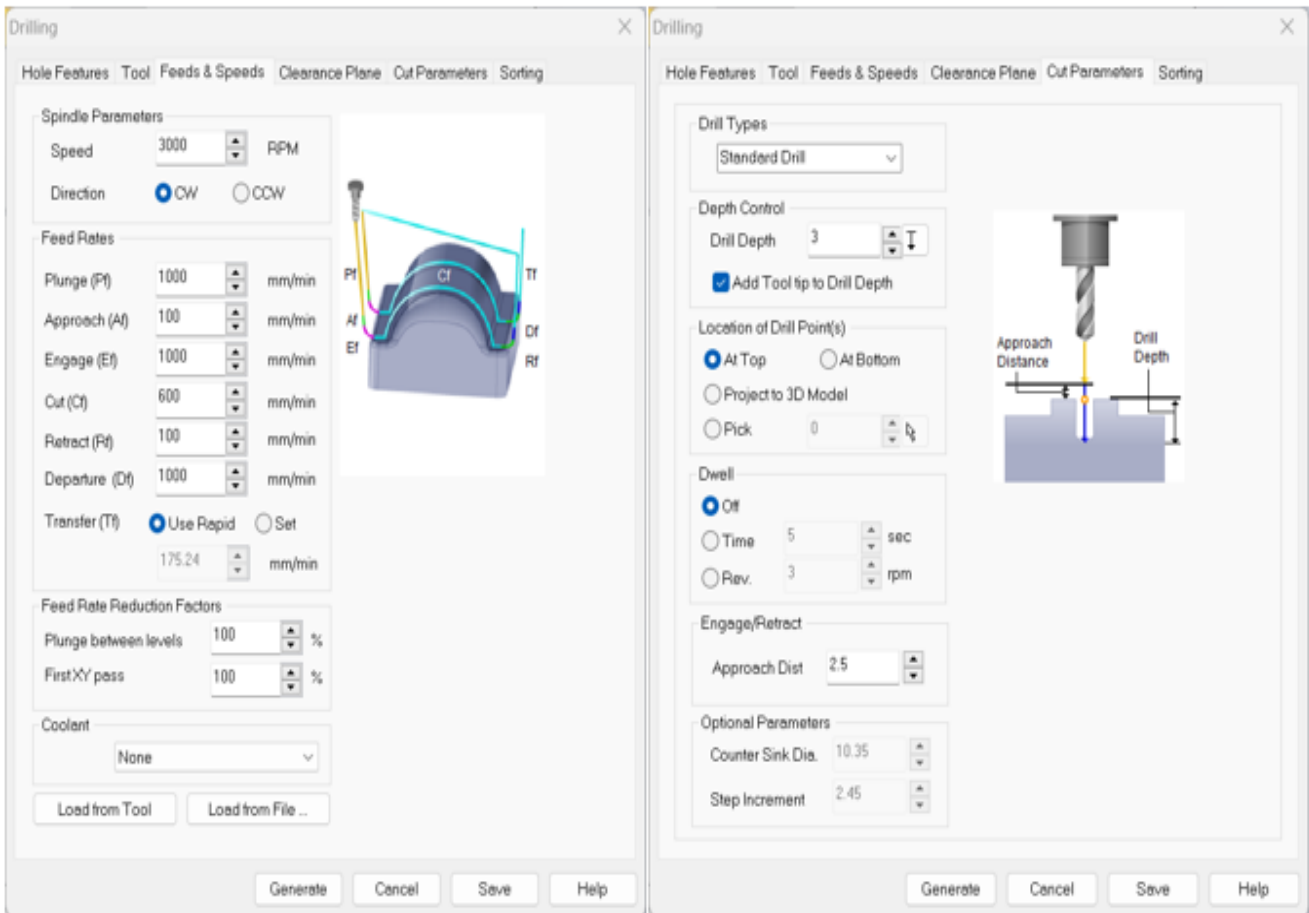 Drilling
Hole Features Tool Feeds & Speeds Clearance Plane Cut Parameters Sorting
Spindle Parameters
Speed 3000 RPM
Direction CW CCW
Feed Rates
Plunge (Pf) 1000 mm/min
Approach (Af) 100 mm/min
Engage (Ef) 1000 mm/min
Cut (Cf) 600 mm/min
Retract (Rf) 100 mm/min
Departure (Df) 1000 mm/min
Transfer (Tf) Use Rapid Set
175.24 mm/min
Pf Cf Tf
Af Df
Ef Rf
Feed Rate Reduction Factors
Plunge between levels 100 %
First XY pass 100 %
Coolant
None
Load from Tool Load from File ...
Generate Cancel Save Help
Drilling
Hole Features Tool Feeds & Speeds Clearance Plane Cut Parameters Sorting
Drill Types
Standard Drill
Depth Control
Drill Depth 3
Add Tool tip to Drill Depth
Location of Drill Point(s)
At Top At Bottom
Project to 3D Model
Pick 0
Dwell
Off
Time 5 sec
Rev. 3 rpm
Engage/Retract
Approach Dist 2.5
Optional Parameters
Counter Sink Dia. 10.35
Step Increment 2.45
Approach Drill
Distance Depth
Generate Cancel Save Help